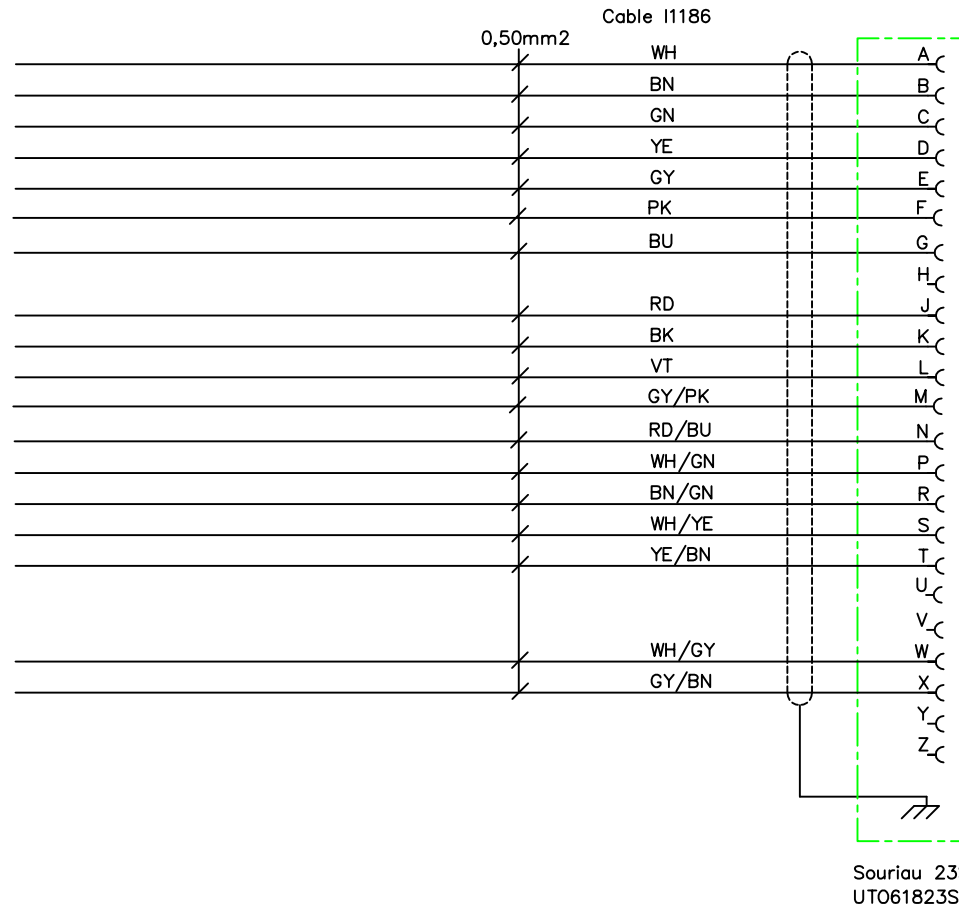 Cable I1186
0,50mm2
WH A
BN B
GN C
YE D
GY E
PK F
BU G
H
RD J
BK K
VT L
GY/PK M
RD/BU N
WH/GN P
BN/GN R
WH/YE S
YE/BN T
U
V
WH/GY W
GY/BN X
Y
Z
Souriau 23
UTO61823S